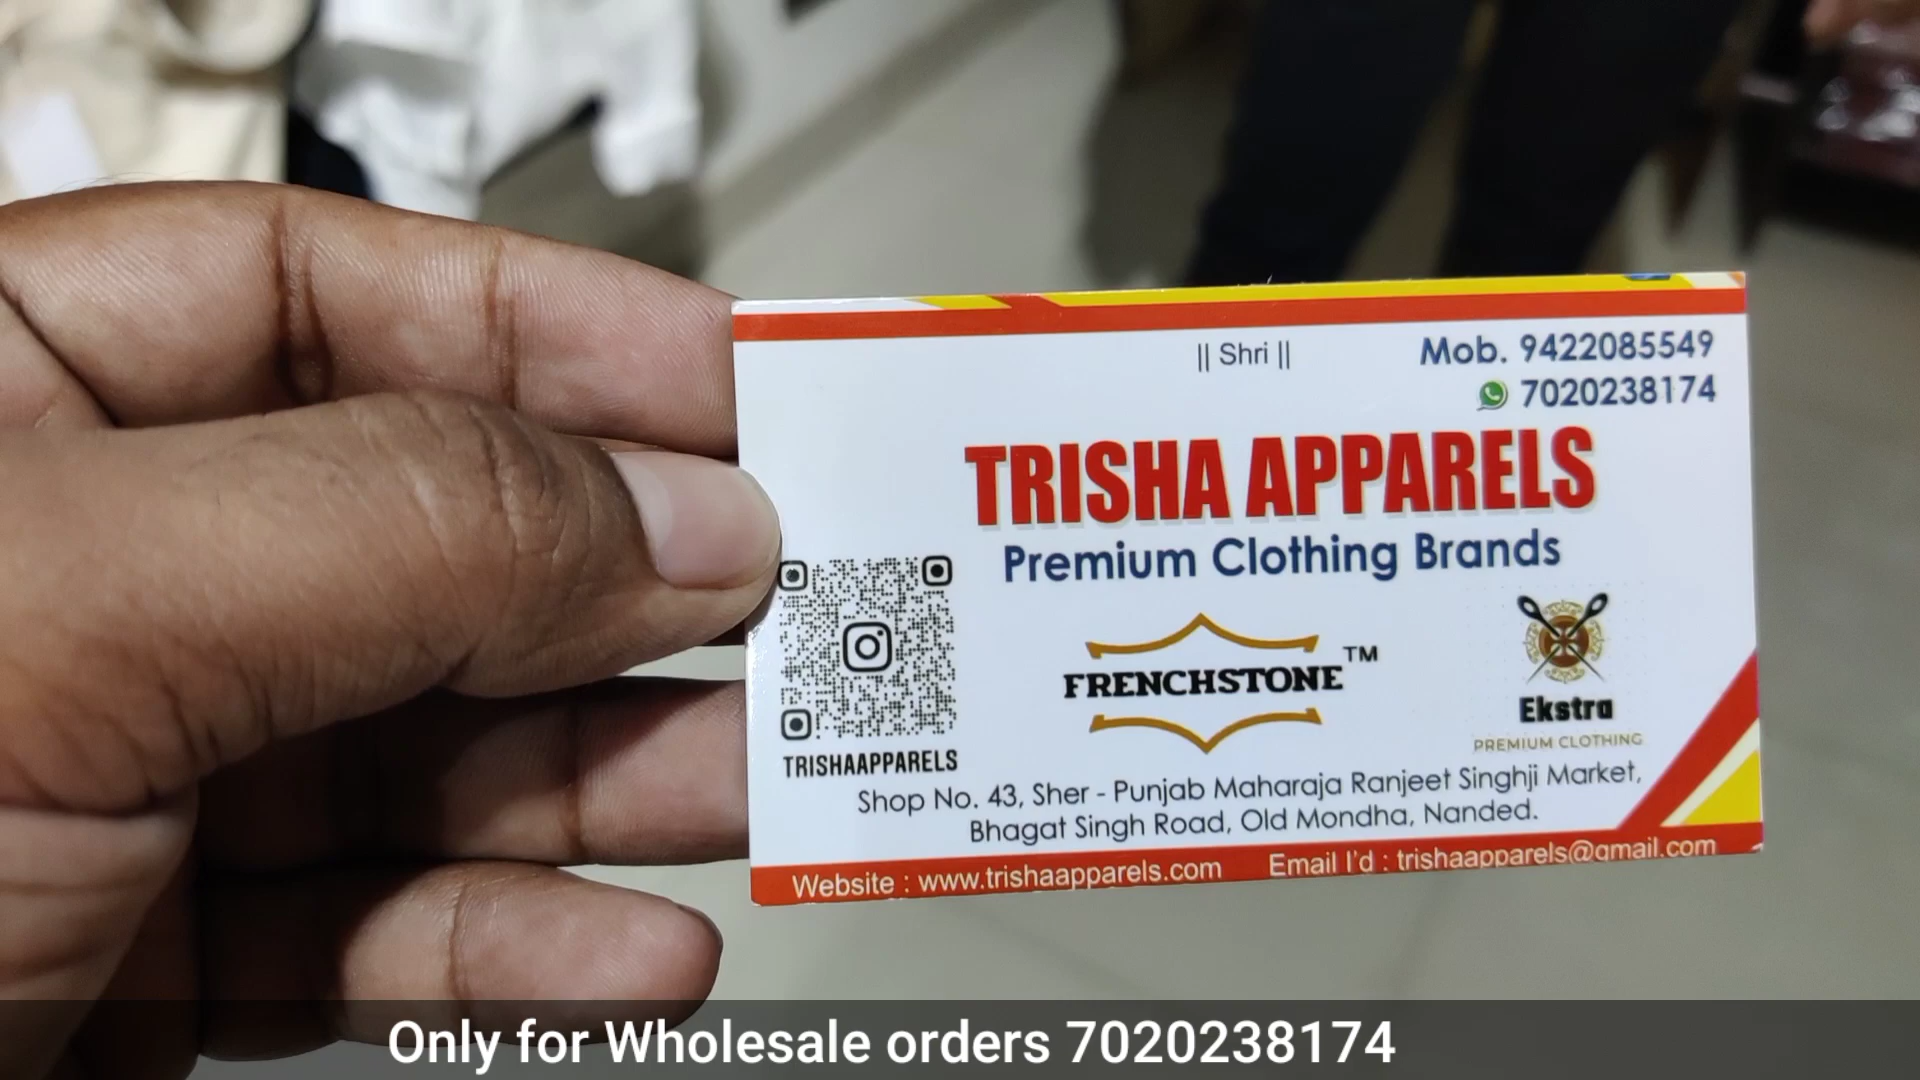 || Shri ||
Mob. 9422085549
7020238174
TRISHA APPARELS
Premium Clothing Brands
FRENCHSTONE™
Ekstra
PREMIUM CLOTHING
TRISHAAPPARELS
Shop No. 43, Sher - Punjab Maharaja Ranjeet Singhji Market,
Bhagat Singh Road, Old Mondha, Nanded.
Website : www.trishaapparels.com Email I'd : trishaapparels@gmail.com
Only for Wholesale orders 7020238174